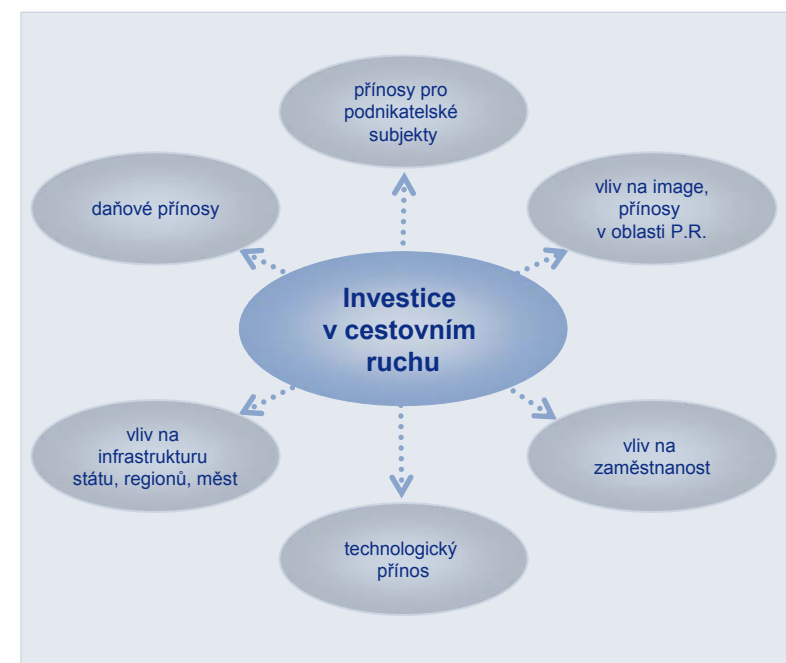 přínosy pro
podnikatelské
subjekty
daňové přínosy
vliv na image,
přínosy
v oblasti P.R.
Investice
v cestovním
ruchu
vliv na
infrastrukturu
státu, regionů, měst
vliv na
zaměstnanost
technologický
přínos